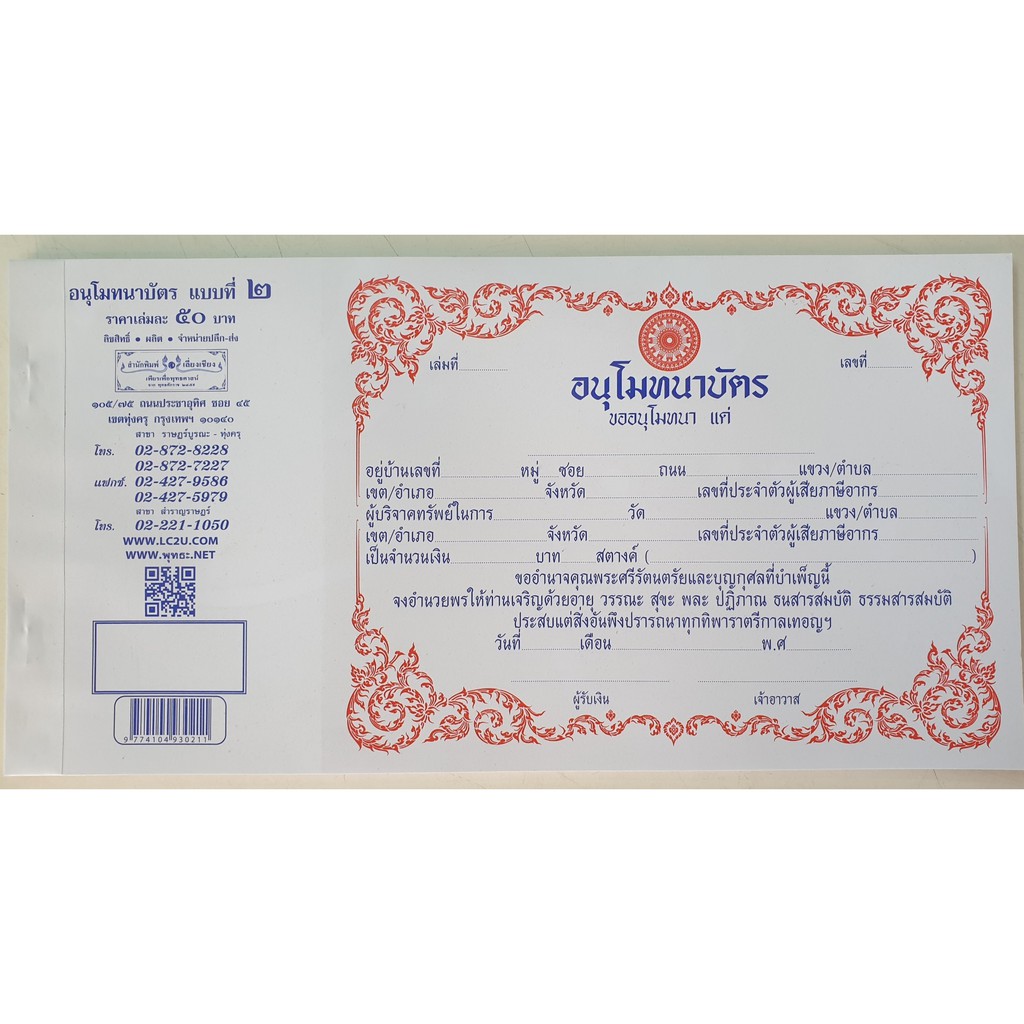 อนุโมทนาบัตร แบบที่ ๒
ราคาเล่มละ ๕๐ บาท
ลิขสิทธิ์ • ผลิต • จำหน่ายปลีก-ส่ง
สำนักพิมพ์ เลี่ยงเชียง
เพียรเพื่อพุทธศาสน์
๑๐๕/๗๕ ถนนประชาอุทิศ ซอย ๔๕
เขตทุ่งครุ กรุงเทพฯ ๑๐๑๔๐
สาขา ราษฎร์บูรณะ - ทุ่งครุ
โทร. 02-872-8228
02-872-7227
แฟกซ์. 02-427-9586
02-427-5979
สาขา สำราญราษฎร์
โทร. 02-221-1050
WWW.LC2U.COM
WWW.พุทธะ.NET
9 774104 930211
เล่มที่ เลขที่
อนุโมทนาบัตร
ขออนุโมทนา แด่
อยู่บ้านเลขที่ หมู่ ซอย ถนน แขวง/ตำบล
เขต/อำเภอ จังหวัด เลขที่ประจำตัวผู้เสียภาษีอากร
ผู้บริจาคทรัพย์ในการ วัด แขวง/ตำบล
เขต/อำเภอ จังหวัด เลขที่ประจำตัวผู้เสียภาษีอากร
เป็นจำนวนเงิน บาท สตางค์ ( )
ขออำนาจคุณพระศรีรัตนตรัยและบุญกุศลที่บำเพ็ญนี้
จงอำนวยพรให้ท่านเจริญด้วยอายุ วรรณะ สุขะ พละ ปฏิภาณ ธนสารสมบัติ ธรรมสารสมบัติ
ประสบแต่สิ่งอันพึงปรารถนาทุกทิพาราตรีกาลเทอญฯ
วันที่ เดือน พ.ศ
ผู้รับเงิน เจ้าอาวาส